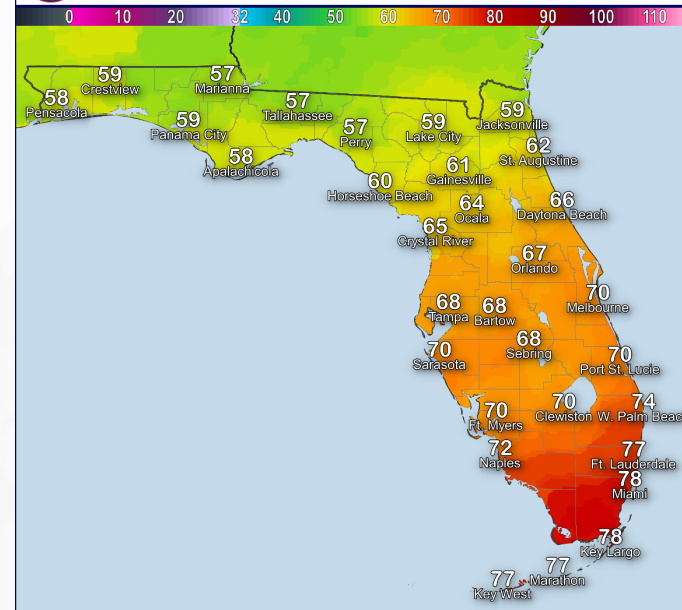 0 10 20 32 40 50 60 70 80 90 100 110
59
Crestview
57
Marianna
58
Pensacola
57
Tallahassee
59
Panama City
57
Perry
59
Lake City
59
Jacksonville
58
Apalachicola
62
St. Augustine
61
Gainesville
60
Horseshoe Beach
64
Ocala
66
Daytona Beach
65
Crystal River
67
Orlando
70
Melbourne
68
Tampa
68
Bartow
68
Sebring
70
Sarasota
70
Port St. Lucie
70
Ft. Myers
70
Clewiston
74
W. Palm Beac
72
Naples
77
Ft. Lauderdale
78
Miami
78
Key Largo
77
Marathon
77
Key West